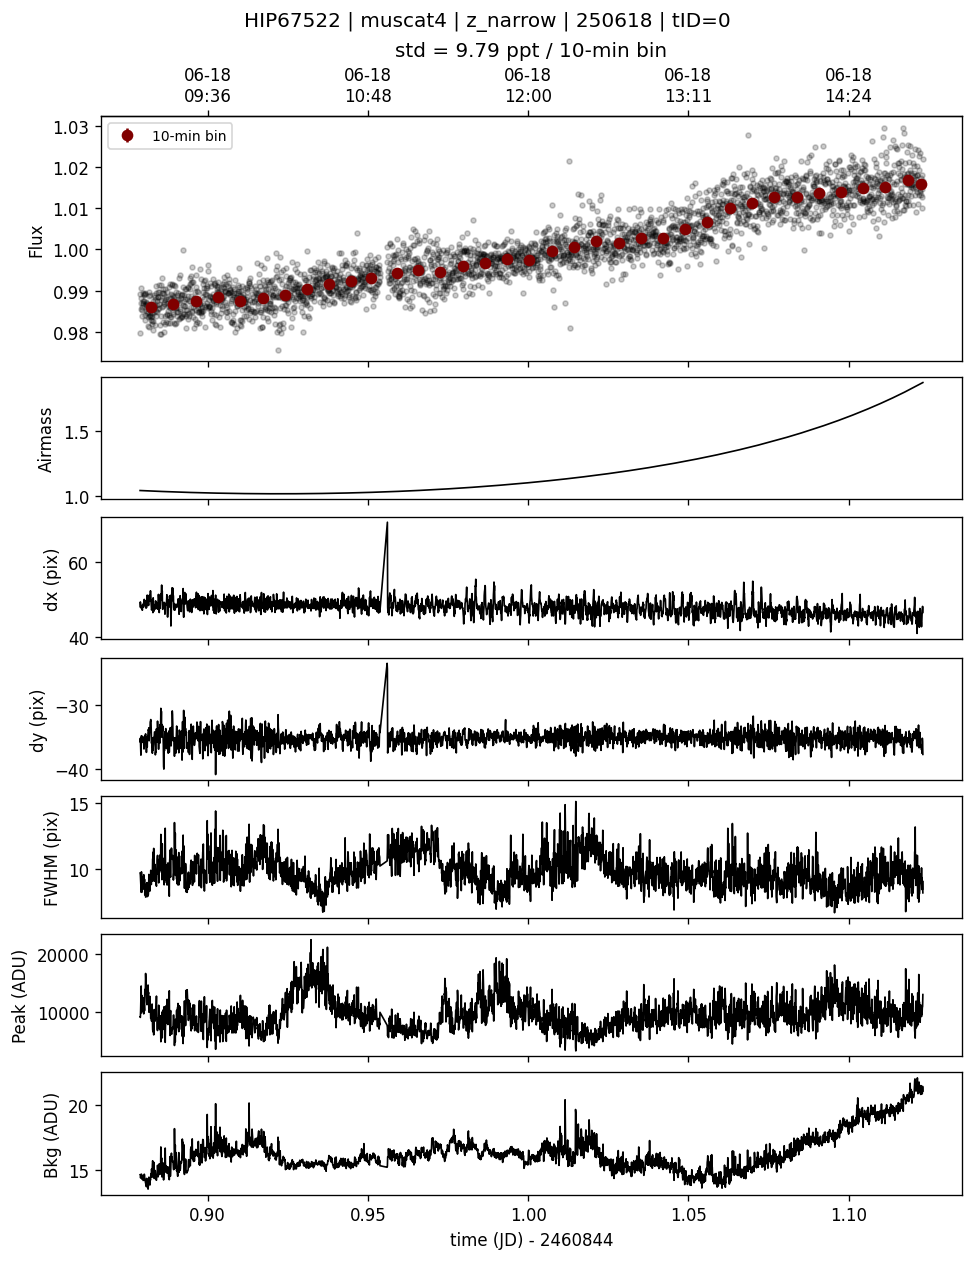 HIP67522 | muscat4 | z_narrow | 250618 | tID=0
std = 9.79 ppt / 10-min bin
06-18 06-18 06-18 06-18 06-18
09:36 10:48 12:00 13:11 14:24
10-min bin
Flux
1.03
1.02
1.01
1.00
0.99
0.98
Airmass
1.5
1.0
dx (pix)
60
40
dy (pix)
−30
−40
FWHM (pix)
15
10
Peak (ADU)
20000
10000
Bkg (ADU)
20
15
0.90 0.95 1.00 1.05 1.10
time (JD) - 2460844